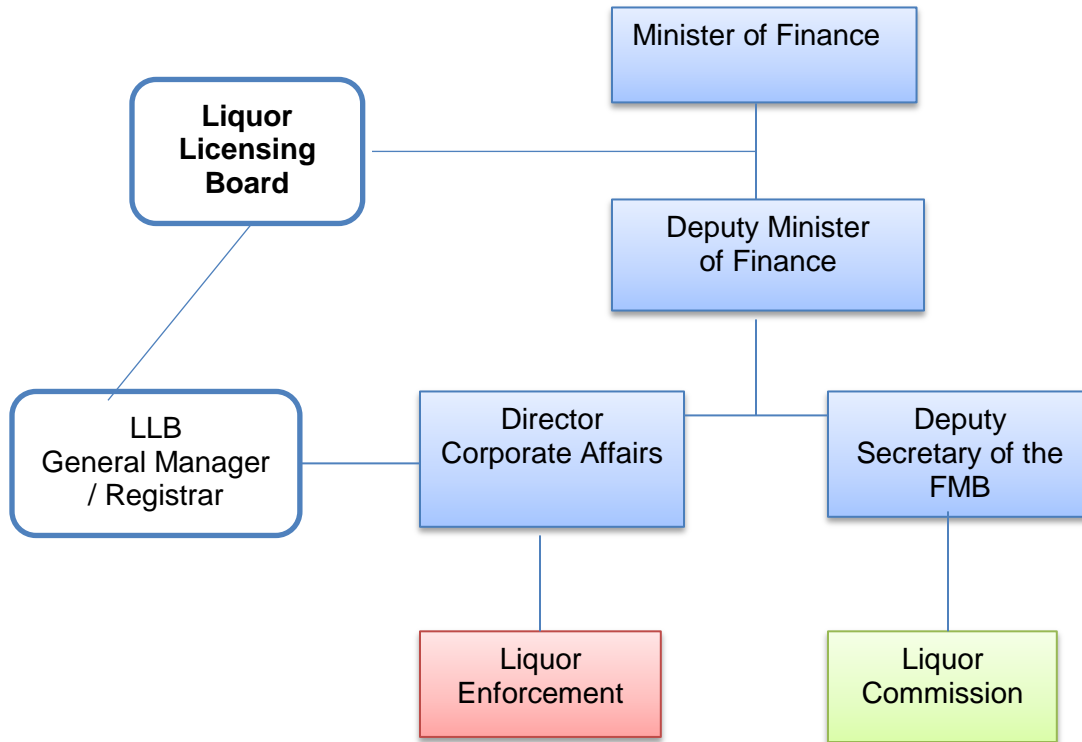 Minister of Finance
Liquor
Licensing
Board
Deputy Minister
of Finance
LLB
General Manager
/ Registrar
Director
Corporate Affairs
Deputy
Secretary of the
FMB
Liquor
Enforcement
Liquor
Commission